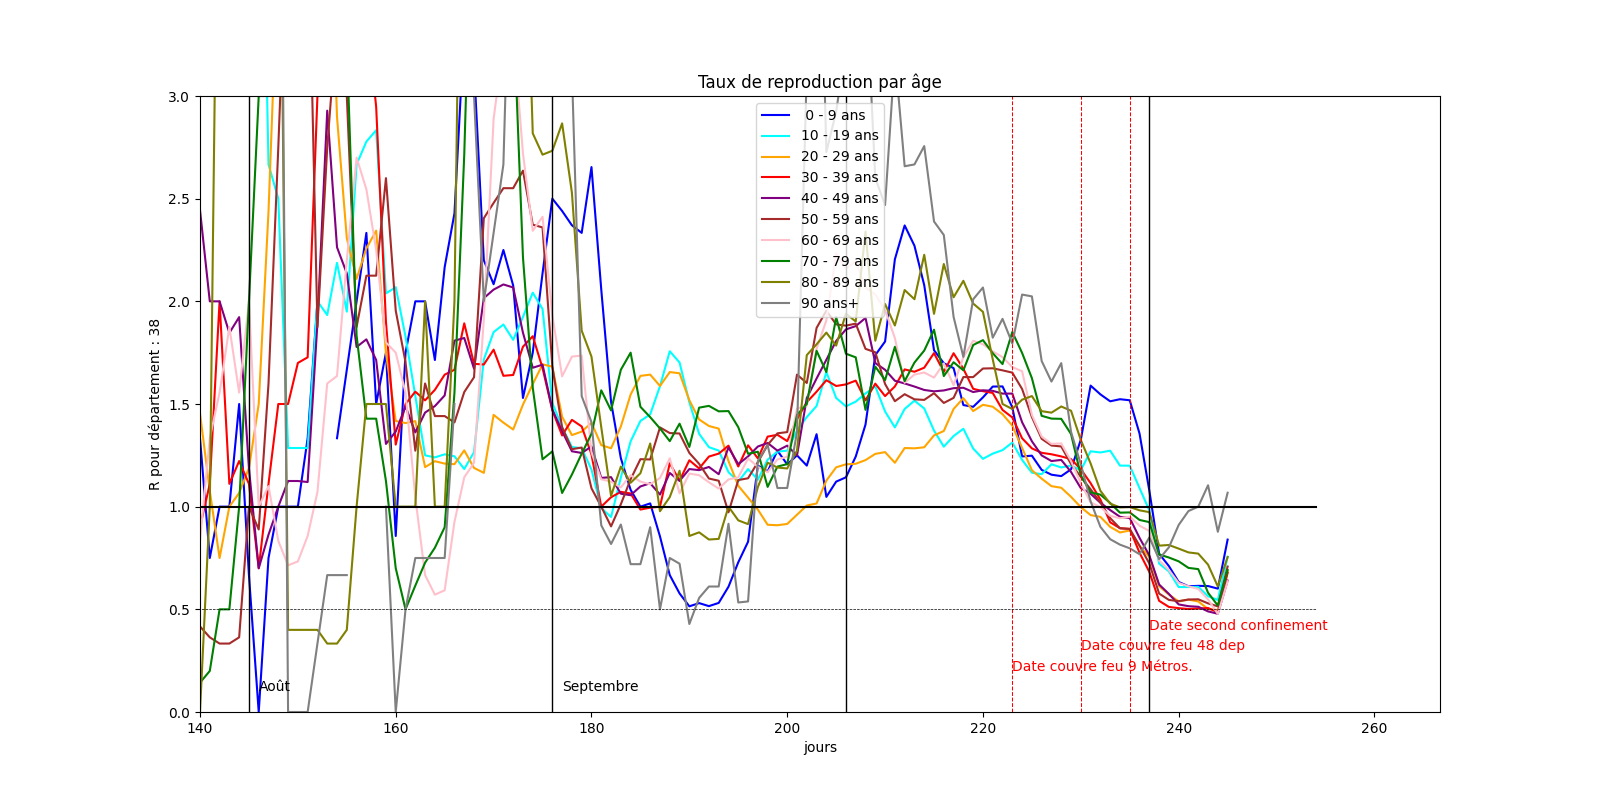 Taux de reproduction par âge
R pour département : 38
3.0
2.5
2.0
1.5
1.0
0.5
0.0
0 - 9 ans
10 - 19 ans
20 - 29 ans
30 - 39 ans
40 - 49 ans
50 - 59 ans
60 - 69 ans
70 - 79 ans
80 - 89 ans
90 ans+
Date second confinement
Date couvre feu 48 dep
Date couvre feu 9 Métros.
Août
Septembre
140 160 180 200 220 240 260
jours